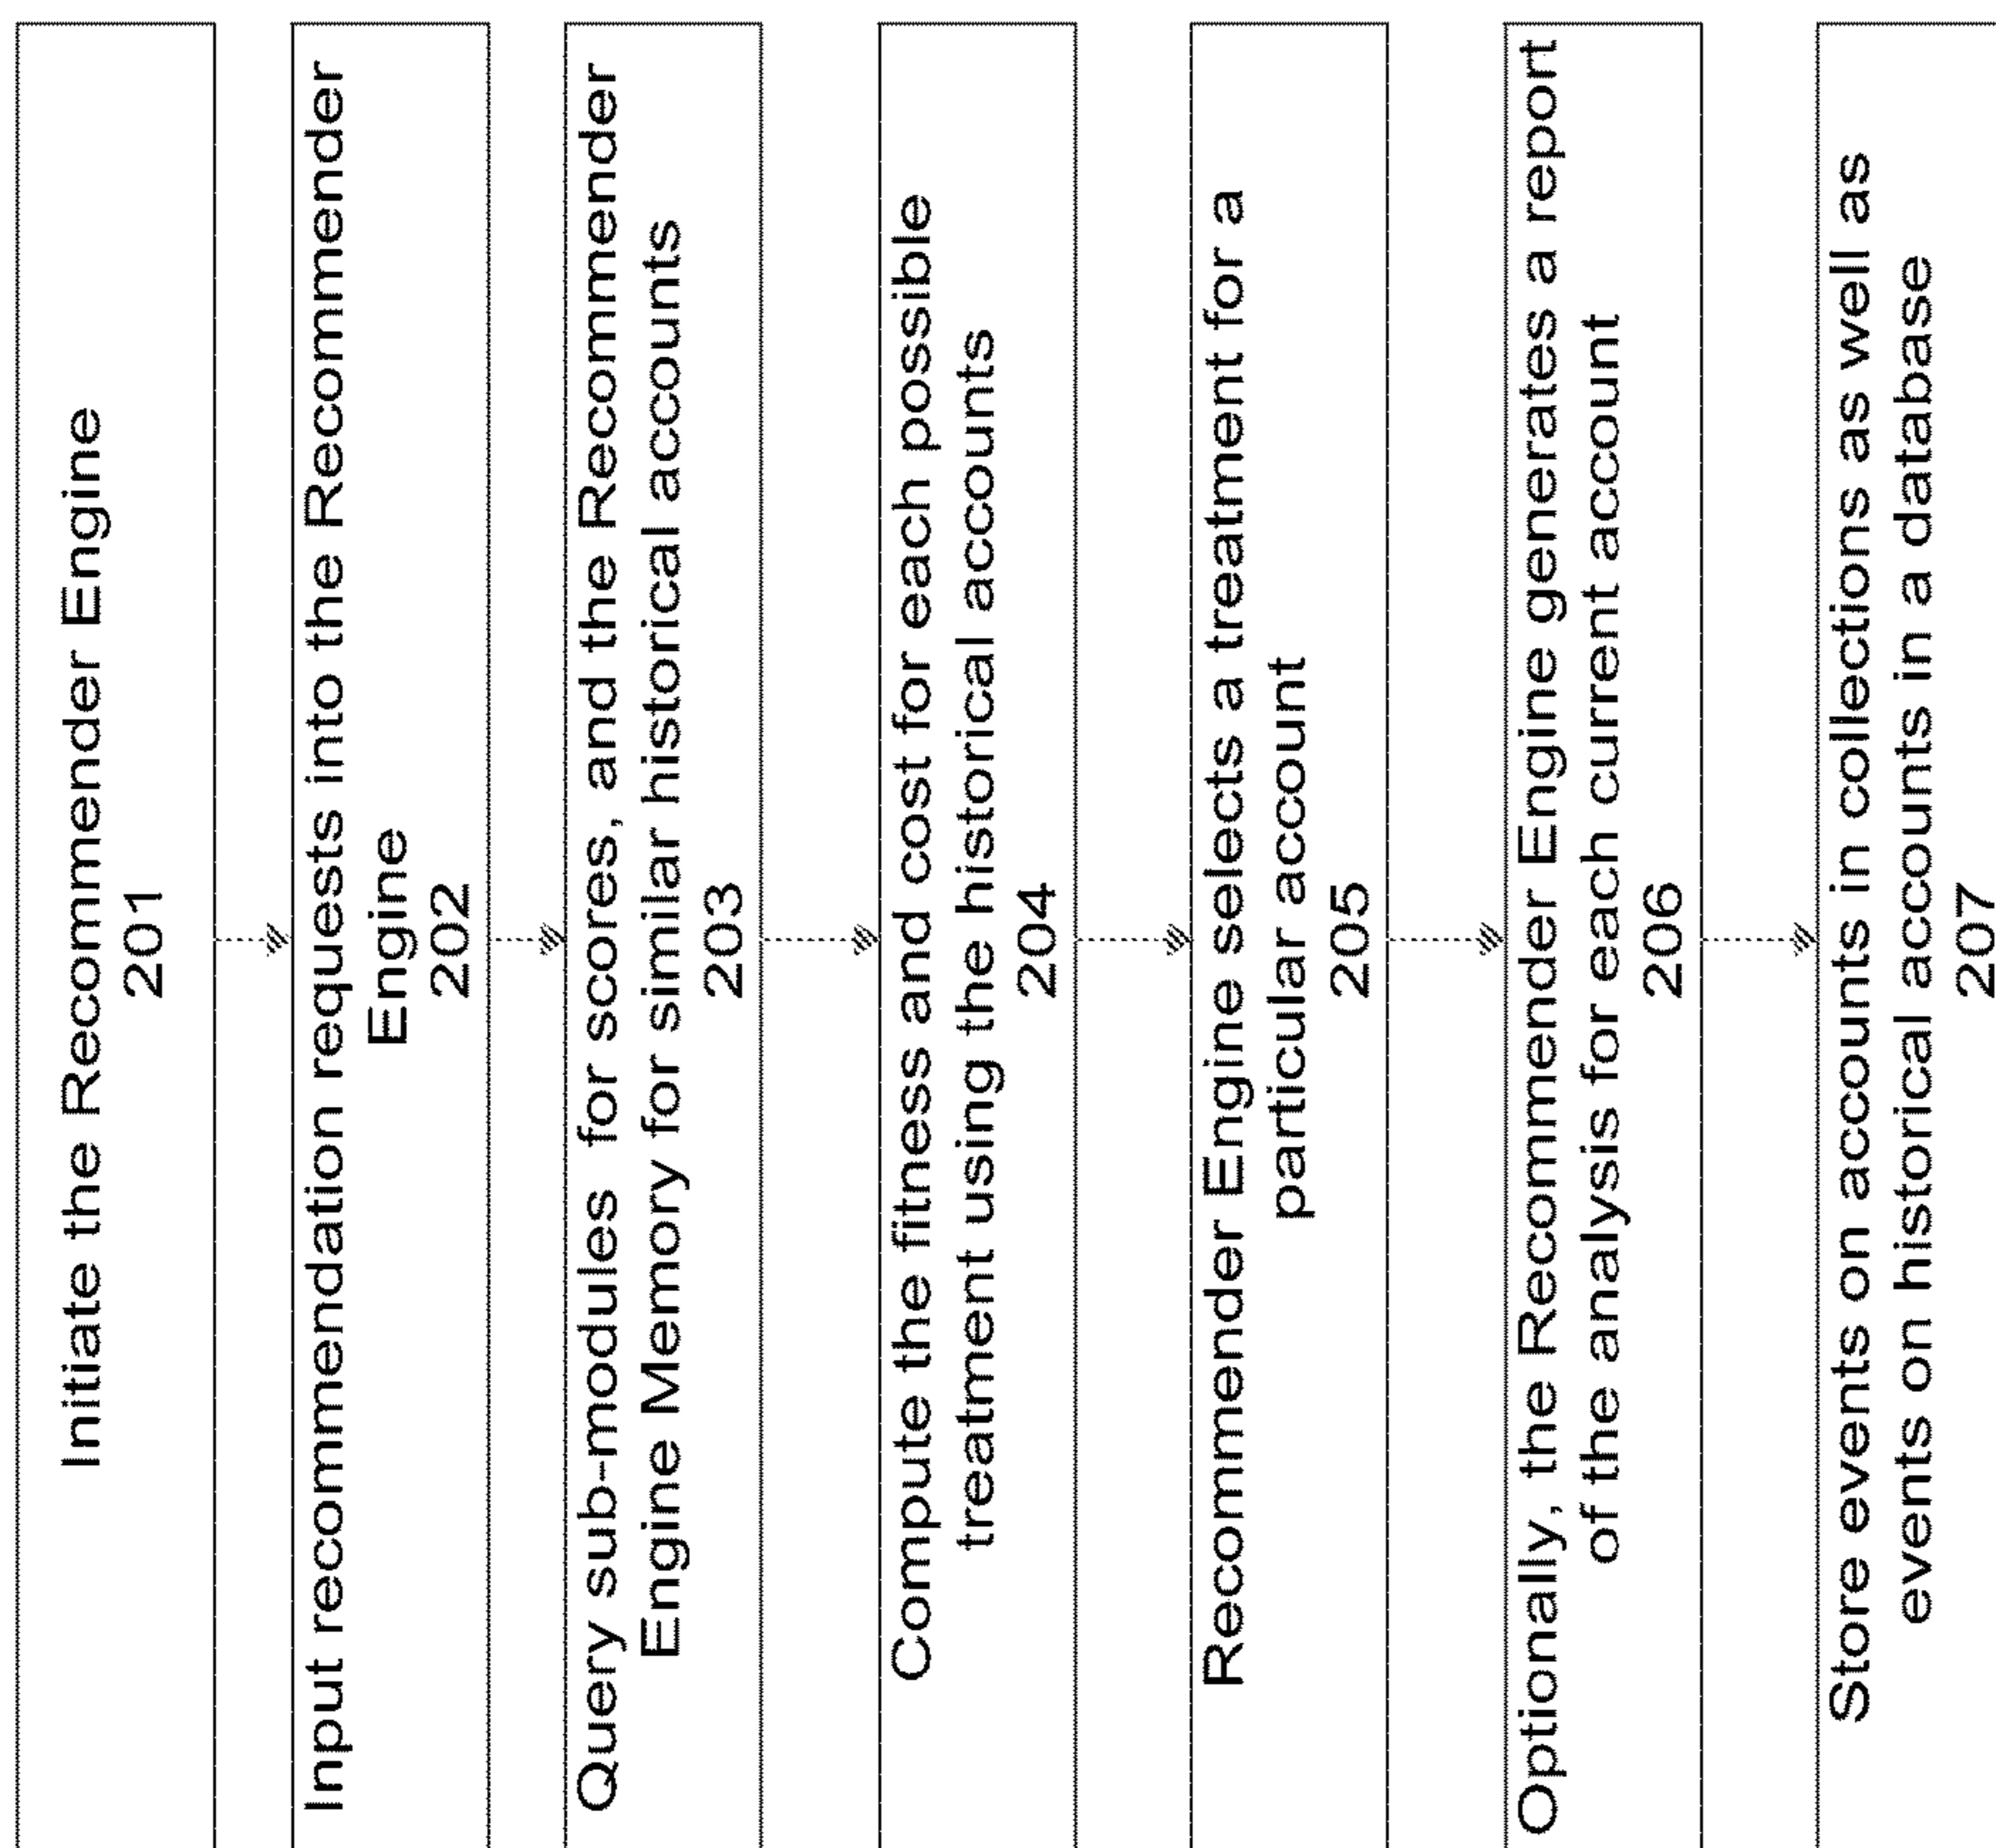 Initiate the Recommender Engine
201
Input recommendation requests into the Recommender
Engine
202
Query sub-modules for scores, and the Recommender
Engine Memory for similar historical accounts
203
Compute the fitness and cost for each possible
treatment using the historical accounts
204
Recommender Engine selects a treatment for a
particular account
205
Optionally, the Recommender Engine generates a report
of the analysis for each current account
206
Store events on accounts in collections as well as
events on historical accounts in a database
207